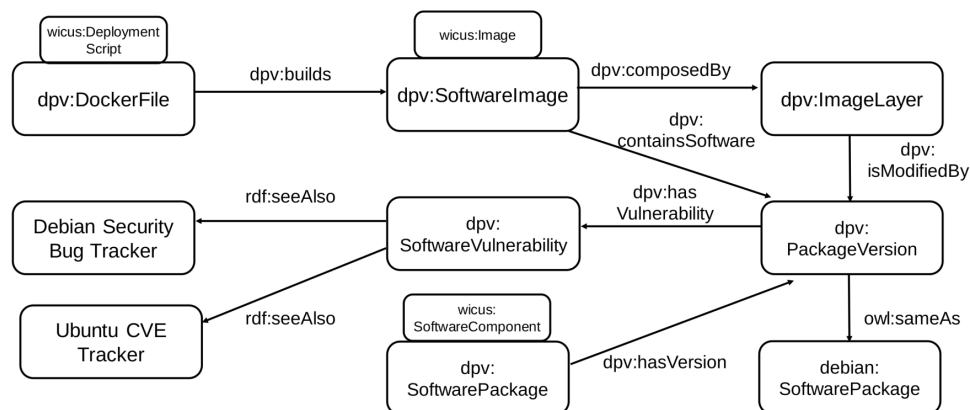 wicus:Deployment
Script
wicus:Image
dpv:DockerFile
dpv:builds
dpv:SoftwareImage
dpv:composedBy
dpv:ImageLayer
dpv:
containsSoftware
dpv:
isModifiedBy
rdf:seeAlso
dpv:has
Vulnerability
Debian Security
Bug Tracker
dpv:
SoftwareVulnerability
dpv:
PackageVersion
Ubuntu CVE
Tracker
rdf:seeAlso
wicus:
SoftwareComponent
owl:sameAs
dpv:
SoftwarePackage
dpv:hasVersion
debian:
SoftwarePackage